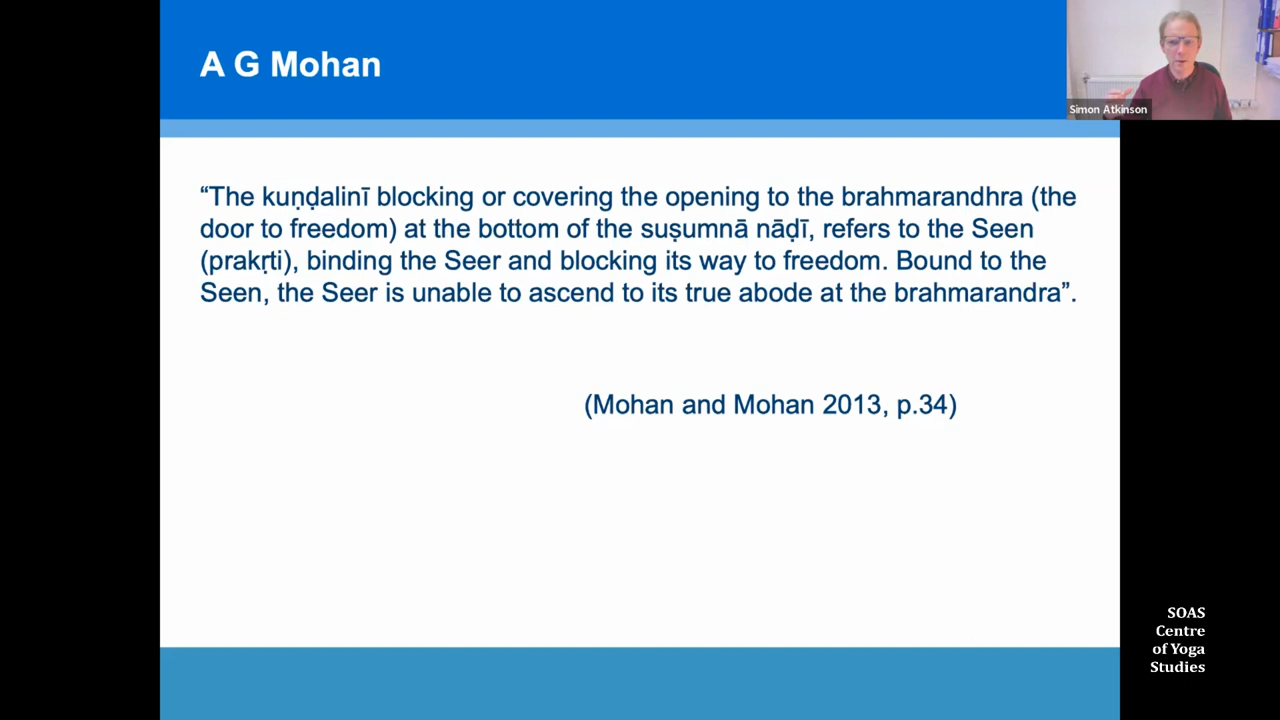 A G Mohan
Simon Atkinson
“The kuṇḍalinī blocking or covering the opening to the brahmarandhra (the
door to freedom) at the bottom of the suṣumnā nāḍī, refers to the Seen
(prakṛti), binding the Seer and blocking its way to freedom. Bound to the
Seen, the Seer is unable to ascend to its true abode at the brahmarandra”.
(Mohan and Mohan 2013, p.34)
SOAS
Centre
of Yoga
Studies